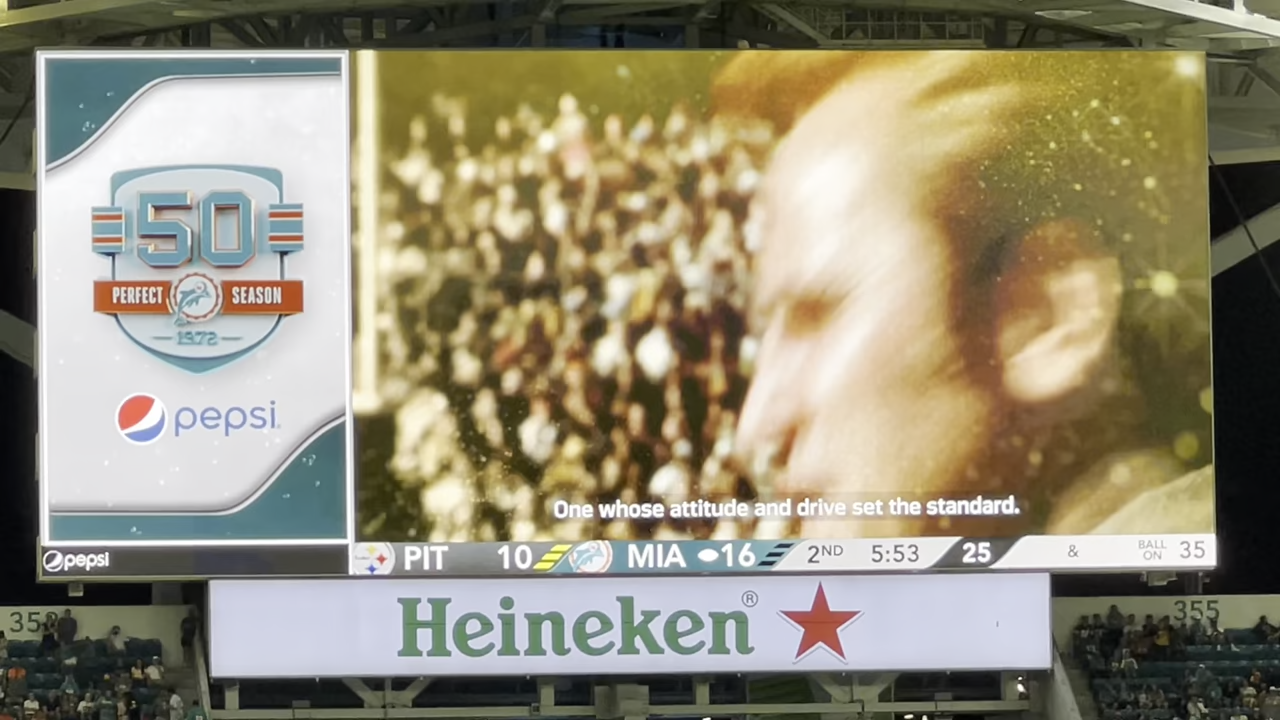 50
PERFECT SEASON
1972
pepsi
One whose attitude and drive set the standard.
pepsi
PIT 10 MIA 16 2ND 5:53 25 & BALL ON 35
Heineken®
355